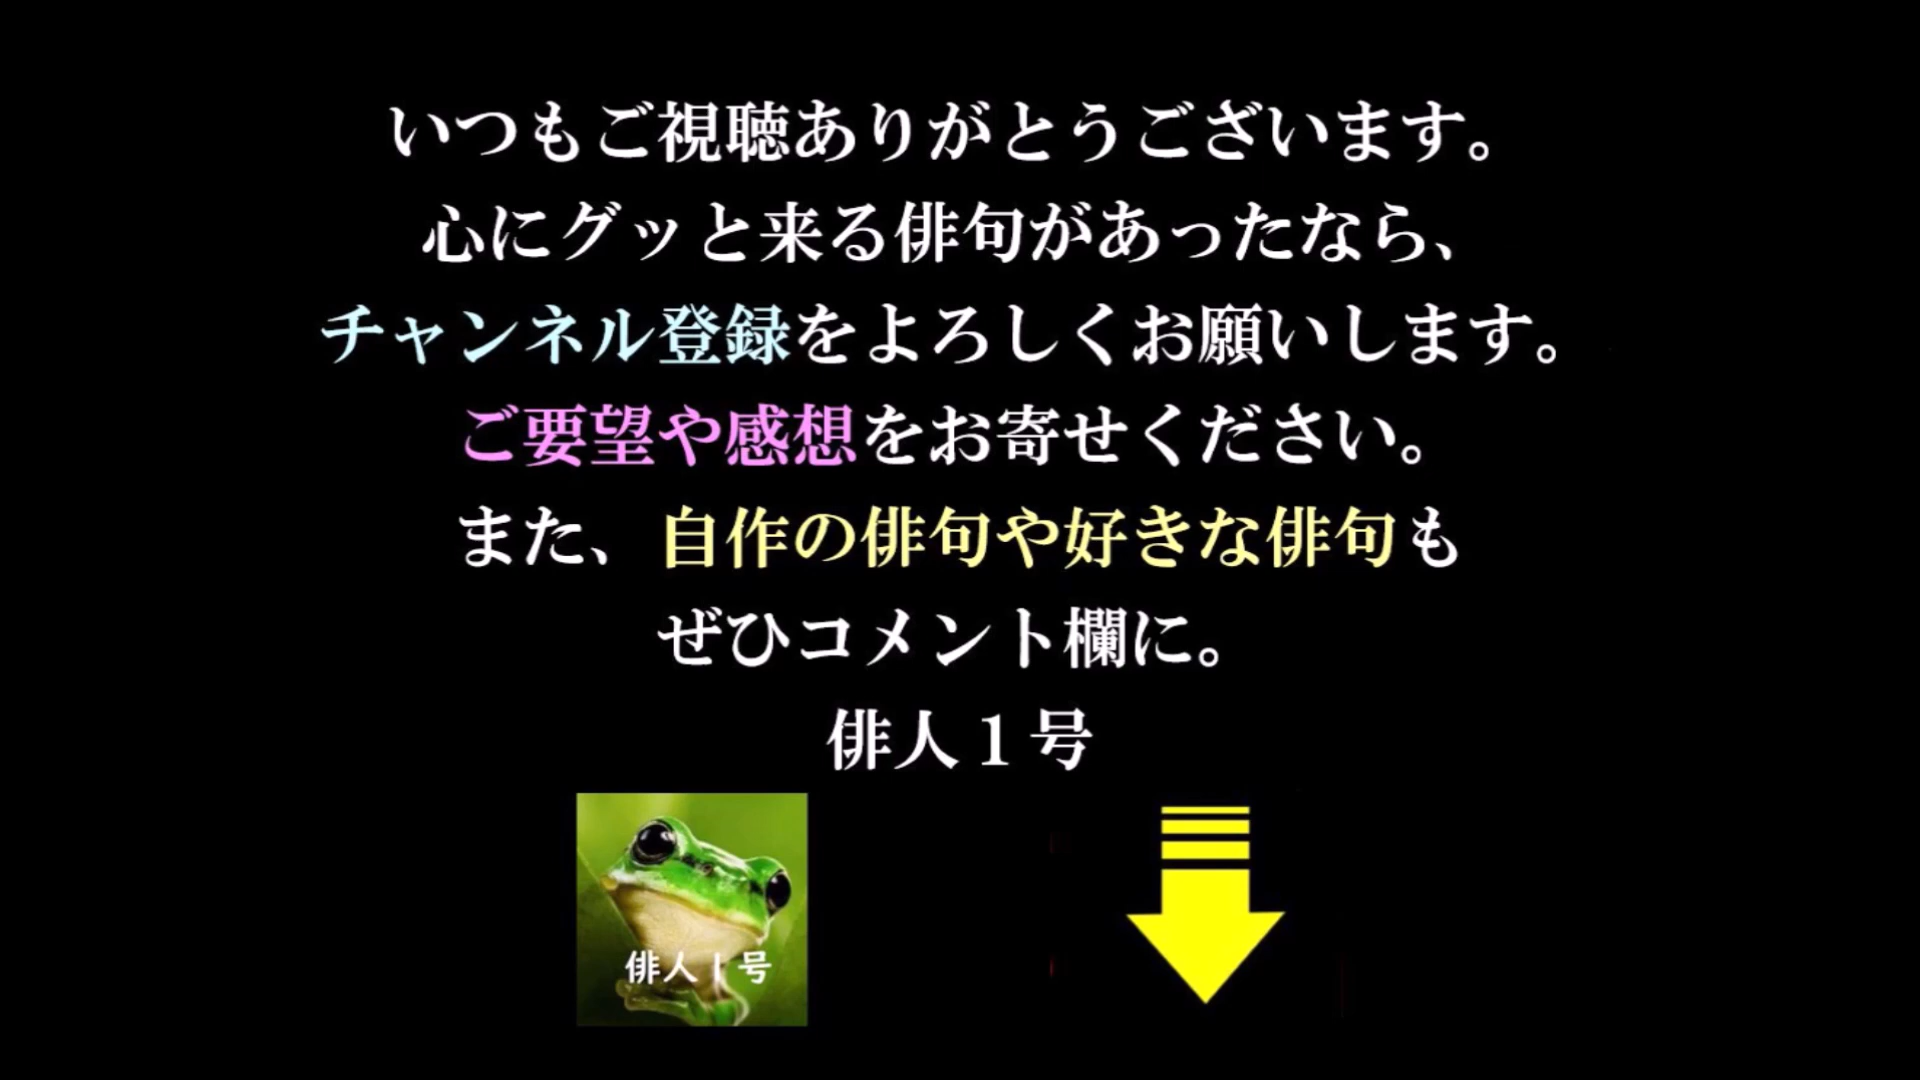 いつもご視聴ありがとうございます。
心にグッと来る俳句があったなら、
チャンネル登録をよろしくお願いします。
ご要望や感想をお寄せください。
また、自作の俳句や好きな俳句も
ぜひコメント欄に。
俳人１号
俳人１号